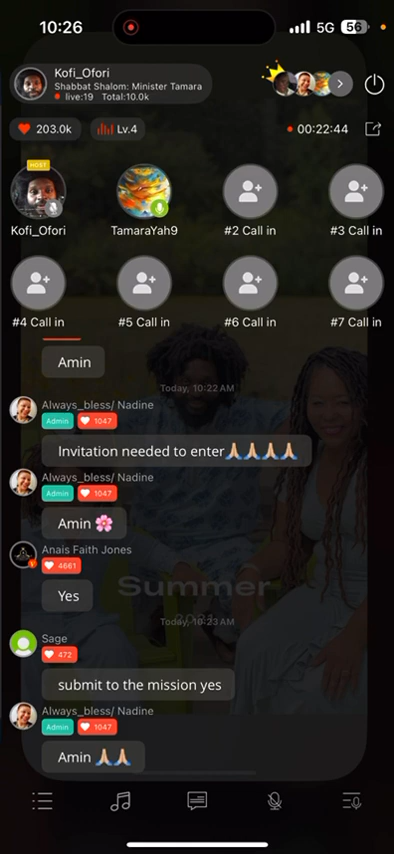 10:26
5G
56
Kofi_Ofori
Shabbat Shalom: Minister Tamara
live:19 Total:10.0k
203.0k
Lv.4
00:22:44
HOST
Kofi_Ofori
TamaraYah9
#2 Call in
#3 Call in
#4 Call in
#5 Call in
#6 Call in
#7 Call in
Amin
Today, 10:22 AM
Always_bless/ Nadine
Admin
1047
Invitation needed to enter🙏🏼🙏🏼🙏🏼🙏🏼
Always_bless/ Nadine
Admin
1047
Amin 🌸
Anais Faith Jones
4661
Yes
Summer
Today, 10:23 AM
Sage
472
submit to the mission yes
Always_bless/ Nadine
Admin
1047
Amin 🙏🏼🙏🏼